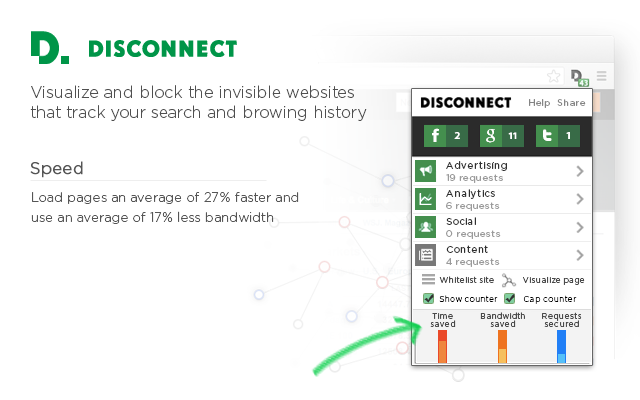 D. DISCONNECT
Visualize and block the invisible websites
that track your search and browing history
Speed
Load pages an average of 27% faster and
use an average of 17% less bandwidth
D 43
DISCONNECT Help Share
f 2 g 11 t 1
Advertising
19 requests
Analytics
6 requests
Social
0 requests
Content
4 requests
Whitelist site Visualize page
Show counter Cap counter
Time saved
Bandwidth saved
Requests secured